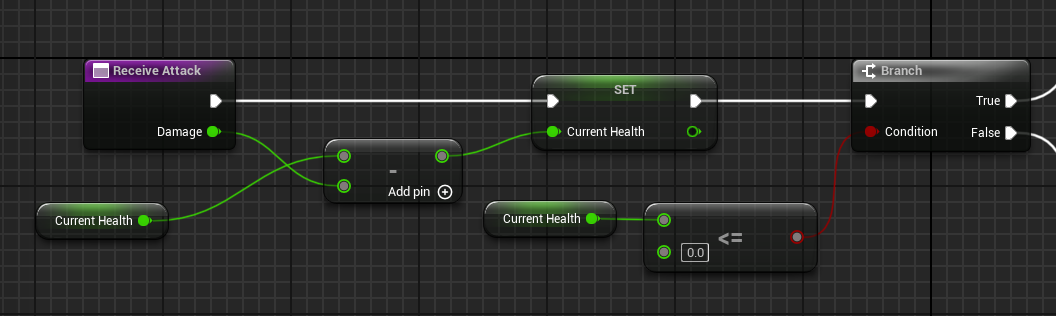 Receive Attack
Damage
Current Health
-
Add pin
SET
Current Health
Current Health
<=
0.0
Branch
True
Condition
False